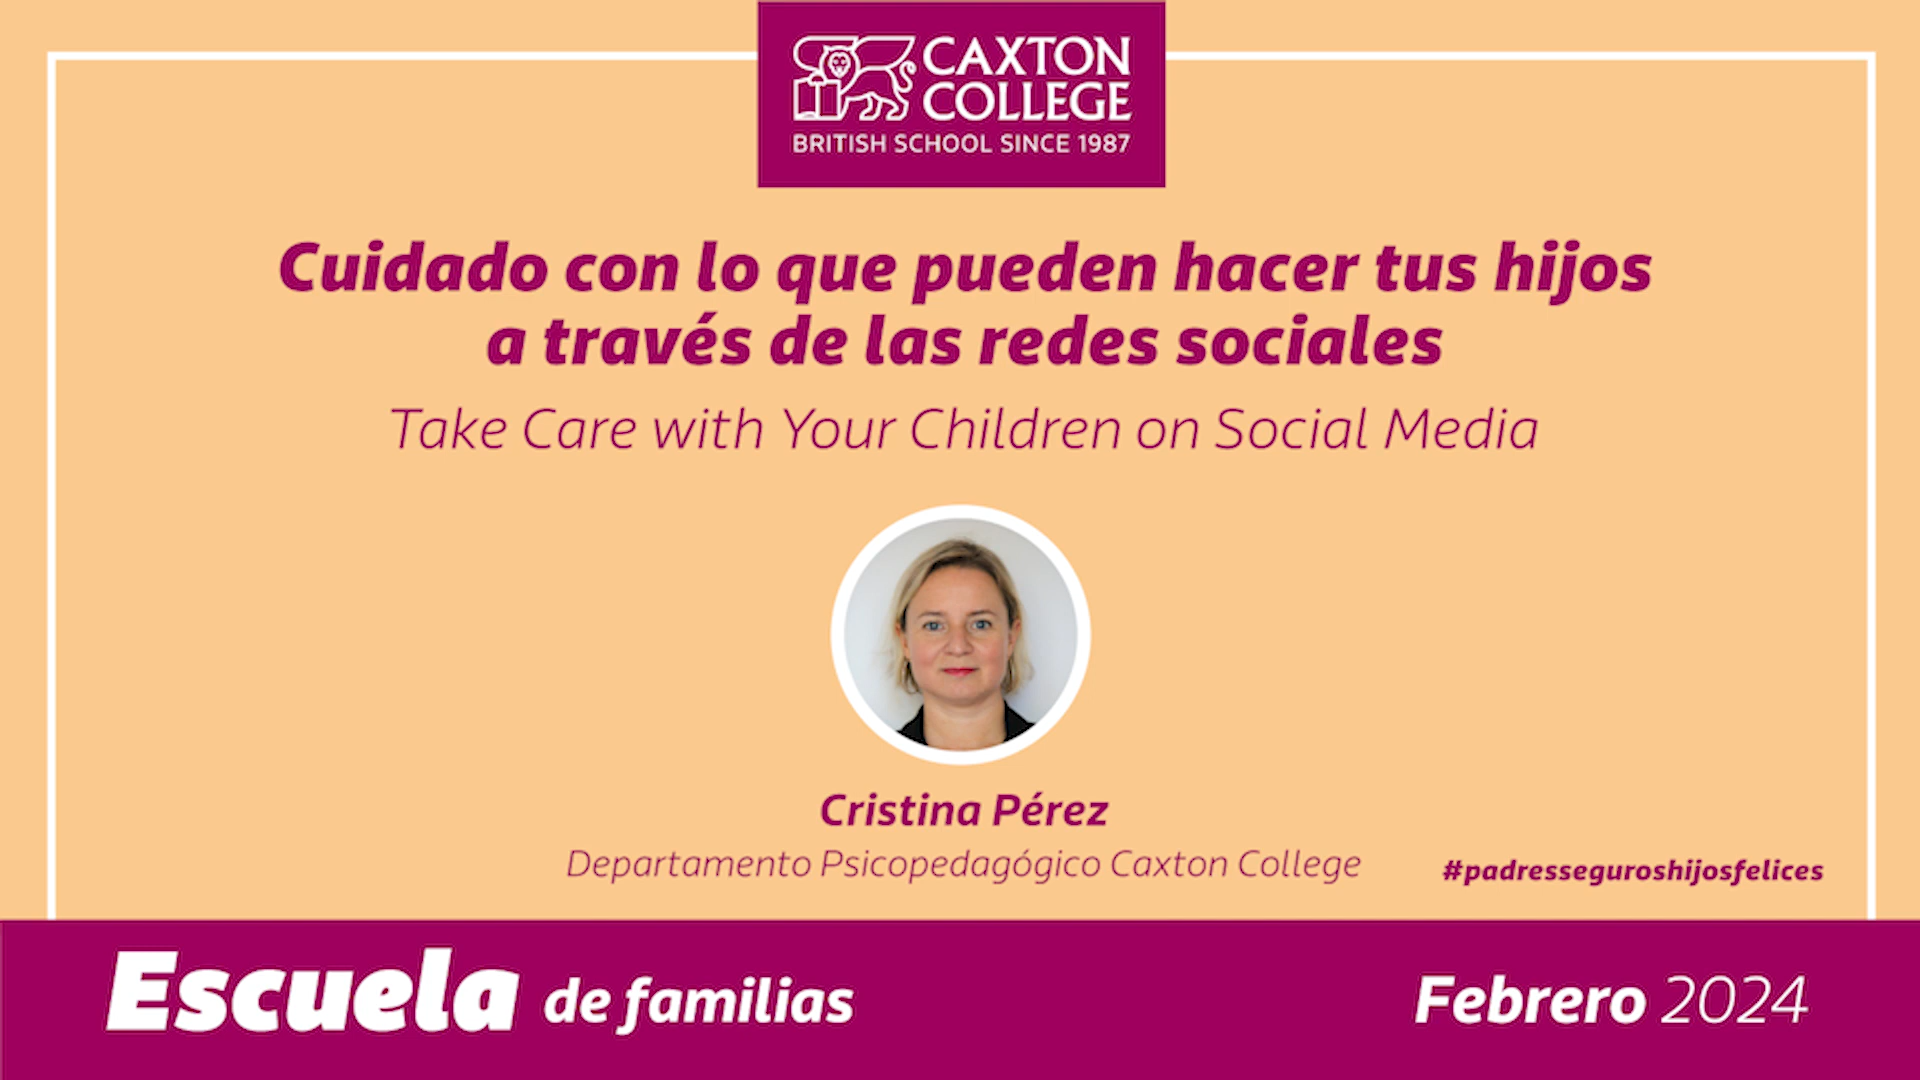 CAXTON
COLLEGE
BRITISH SCHOOL SINCE 1987
Cuidado con lo que pueden hacer tus hijos
a través de las redes sociales
Take Care with Your Children on Social Media
Cristina Pérez
Departamento Psicopedagógico Caxton College
#padresseguroshijosfelices
Escuela de familias
Febrero 2024